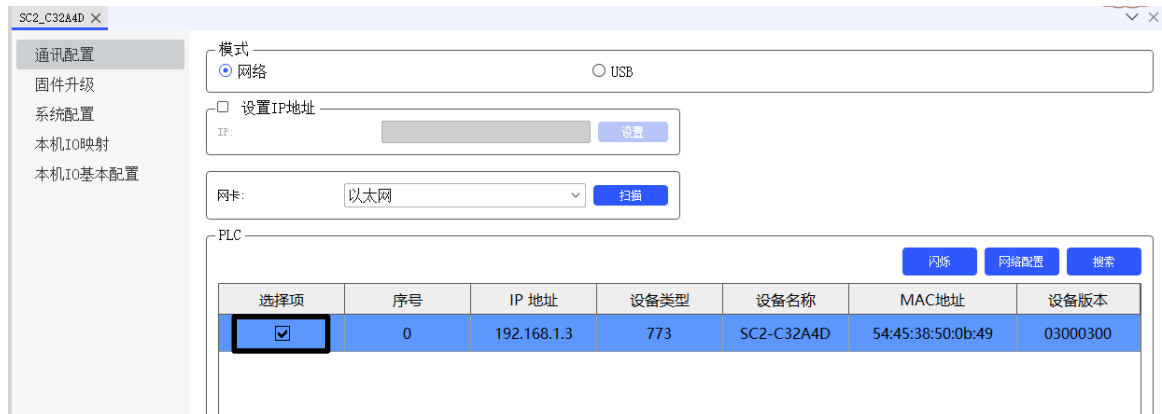 SC2_C32A4D
通讯配置
固件升级
系统配置
本机IO映射
本机IO基本配置
模式
网络 USB
设置IP地址
IP: 设置
网卡: 以太网 扫描
PLC
闪烁 网络配置 搜索
选择项 序号 IP 地址 设备类型 设备名称 MAC地址 设备版本
0 192.168.1.3 773 SC2-C32A4D 54:45:38:50:0b:49 03000300